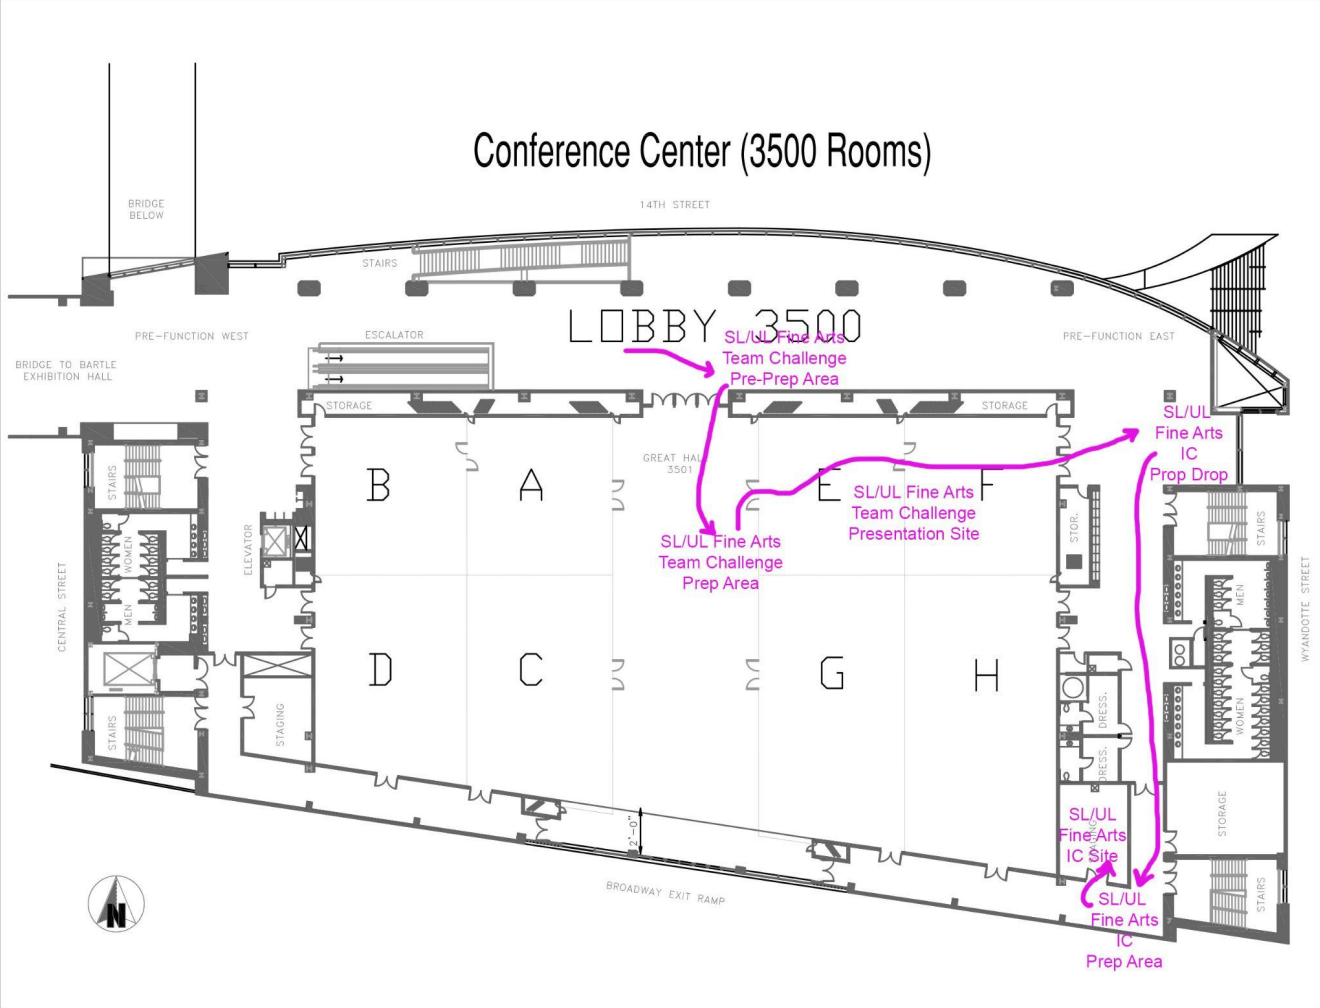 Conference Center (3500 Rooms)
14TH STREET
BRIDGE
BELOW
STAIRS
LOBBY 3500
PRE-FUNCTION WEST
ESCALATOR
PRE-FUNCTION EAST
BRIDGE TO BARTLE
EXHIBITION HALL
SL/UL Fine Arts
Team Challenge
Pre-Prep Area
STORAGE
STORAGE
SL/UL
Fine Arts
IC
Prop Drop
GREAT HAL
3501
STAIRS
B
A
E
F
SL/UL Fine Arts
Team Challenge
Presentation Site
STOR.
STAIRS
ELEVATOR
WOMEN
SL/UL Fine Arts
Team Challenge
Prep Area
MEN
MEN
CENTRAL STREET
WYANDOTTE STREET
D
C
G
H
STAIRS
STAGING
DRESS.
WOMEN
DRESS.
STORAGE
SL/UL
Fine Arts
IC Site
2'-0"
BROADWAY EXIT RAMP
STAIRS
N
SL/UL
Fine Arts
IC
Prep Area